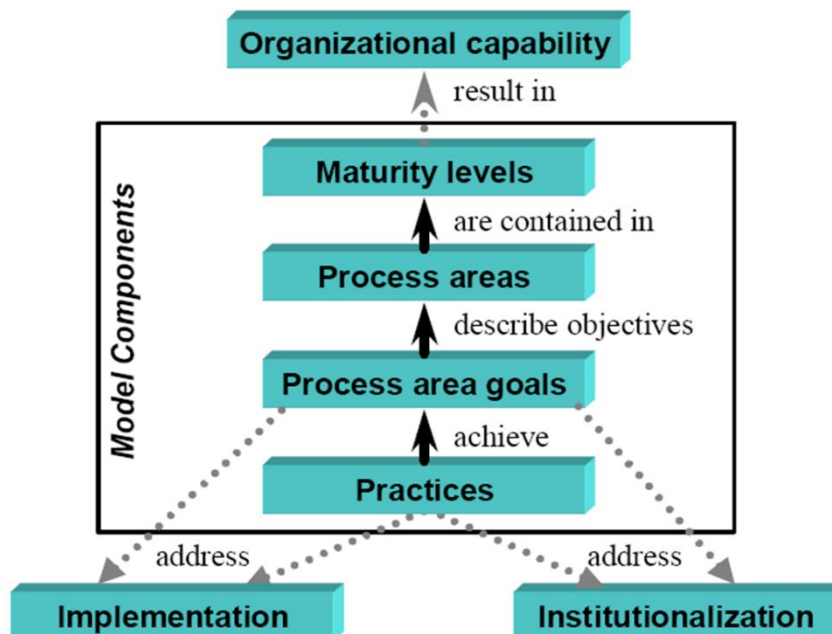 Organizational capability
result in
Model Components
Maturity levels
are contained in
Process areas
describe objectives
Process area goals
achieve
Practices
address
address
Implementation
Institutionalization